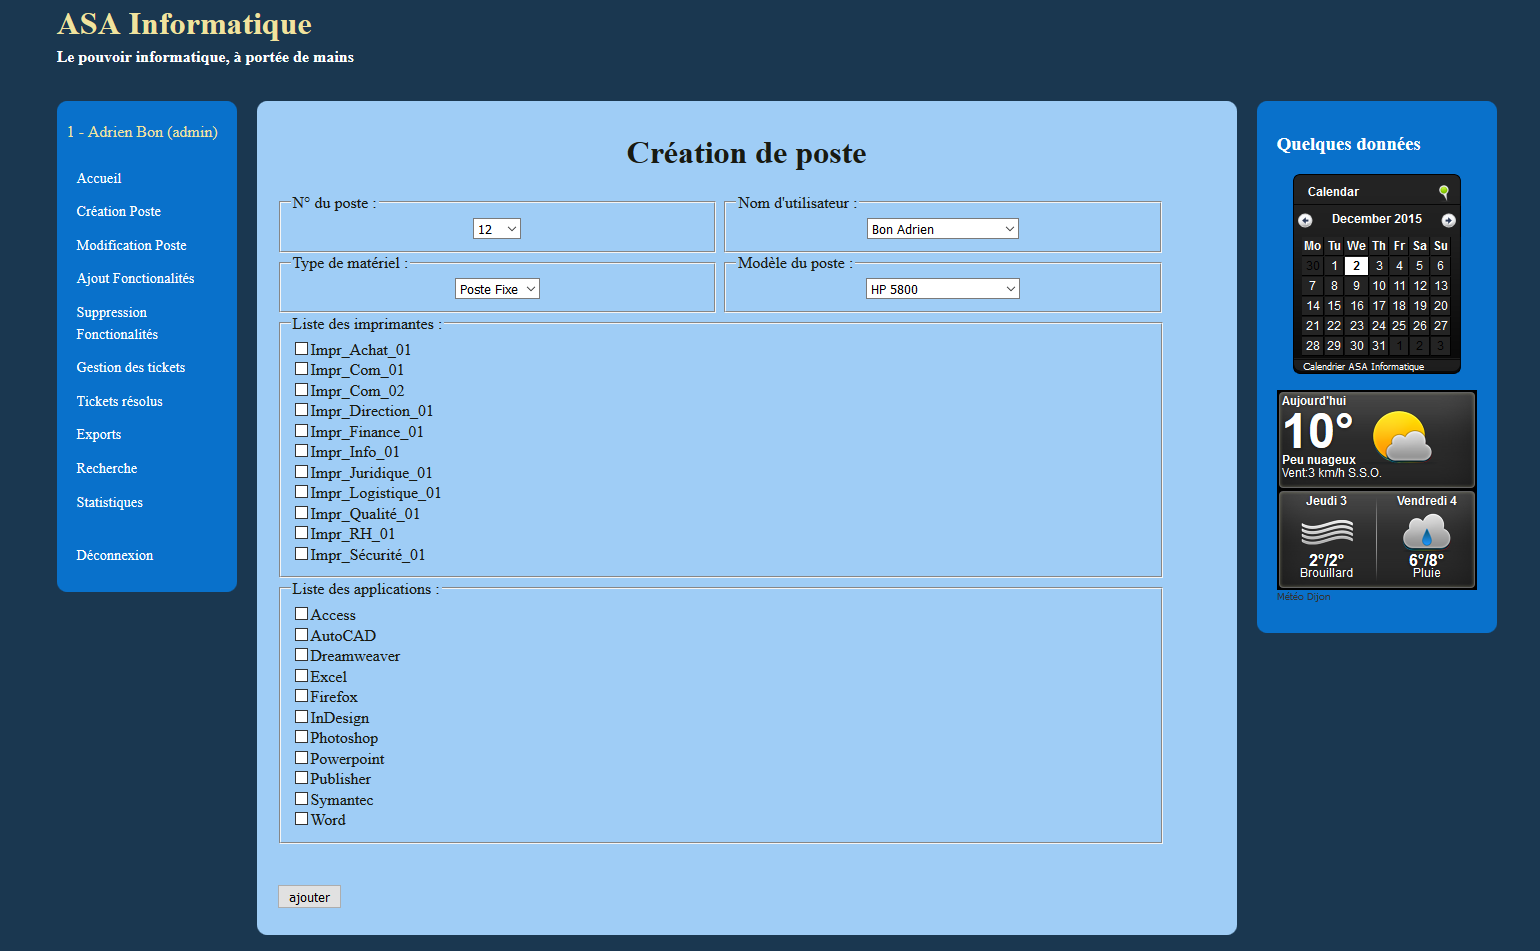 ASA Informatique
Le pouvoir informatique, à portée de mains
1 - Adrien Bon (admin)
Accueil
Création Poste
Modification Poste
Ajout Fonctionalités
Suppression
Fonctionalités
Gestion des tickets
Tickets résolus
Exports
Recherche
Statistiques
Déconnexion
Création de poste
N° du poste :
12
Nom d'utilisateur :
Bon Adrien
Type de matériel :
Poste Fixe
Modèle du poste :
HP 5800
Liste des imprimantes :
Impr_Achat_01
Impr_Com_01
Impr_Com_02
Impr_Direction_01
Impr_Finance_01
Impr_Info_01
Impr_Juridique_01
Impr_Logistique_01
Impr_Qualité_01
Impr_RH_01
Impr_Sécurité_01
Liste des applications :
Access
AutoCAD
Dreamweaver
Excel
Firefox
InDesign
Photoshop
Powerpoint
Publisher
Symantec
Word
ajouter
Quelques données
Calendar
December 2015
Mo Tu We Th Fr Sa Su
30 1 2 3 4 5 6
7 8 9 10 11 12 13
14 15 16 17 18 19 20
21 22 23 24 25 26 27
28 29 30 31 1 2 3
Calendrier ASA Informatique
Aujourd'hui
10°
Peu nuageux
Vent:3 km/h S.S.O.
Jeudi 3
2°/2°
Brouillard
Vendredi 4
6°/8°
Pluie
Météo Dijon